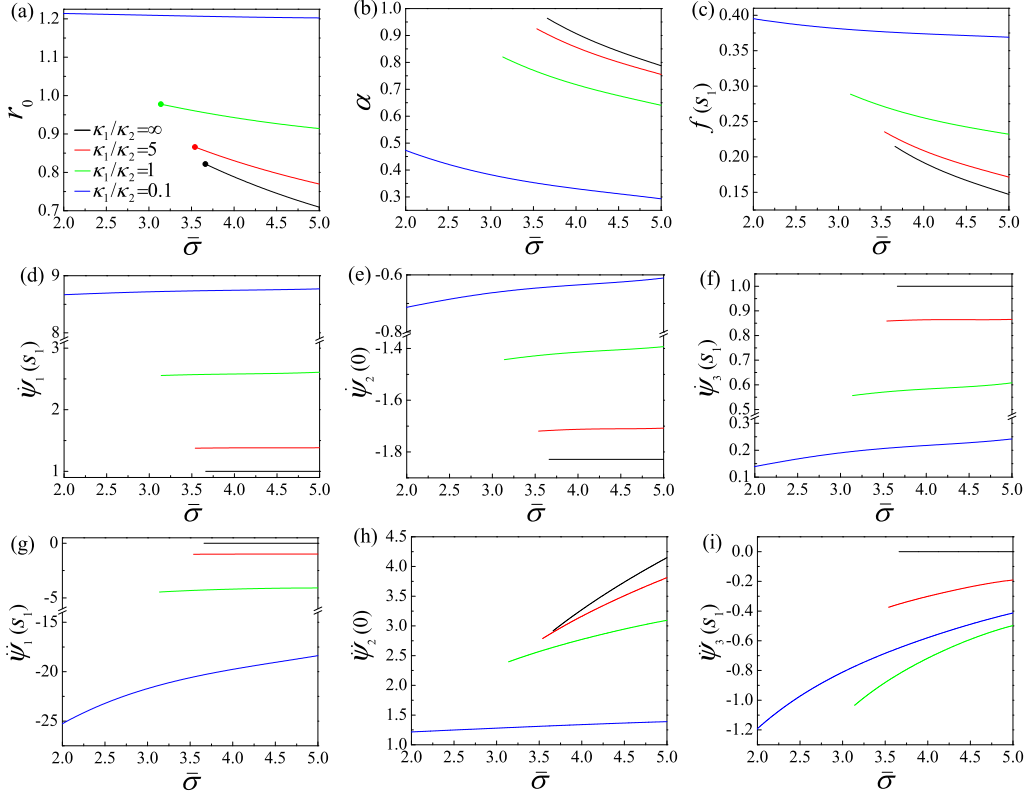 (a)
1.2
1.1
1.0
0.9
0.8
0.7
r₀
κ₁/κ₂=∞
κ₁/κ₂=5
κ₁/κ₂=1
κ₁/κ₂=0.1
2.0 2.5 3.0 3.5 4.0 4.5 5.0
σ̄
(b)
1.0
0.9
0.8
0.7
0.6
0.5
0.4
0.3
α
2.0 2.5 3.0 3.5 4.0 4.5 5.0
σ̄
(c)
0.40
0.35
0.30
0.25
0.20
0.15
f(s₁)
2.0 2.5 3.0 3.5 4.0 4.5 5.0
σ̄
(d)
9
8
3
2
1
ψ̇₁(s₁)
2.0 2.5 3.0 3.5 4.0 4.5 5.0
σ̄
(e)
-0.6
-0.8
-1.4
-1.6
-1.8
ψ̇₂(0)
2.0 2.5 3.0 3.5 4.0 4.5 5.0
σ̄
(f)
1.0
0.9
0.8
0.7
0.6
0.5
0.2
0.1
ψ̇₃(s₁)
2.0 2.5 3.0 3.5 4.0 4.5 5.0
σ̄
(g)
0
-5
-15
-20
-25
ψ̈₁(s₁)
2.0 2.5 3.0 3.5 4.0 4.5 5.0
σ̄
(h)
4.5
4.0
3.5
3.0
2.5
2.0
1.5
1.0
ψ̈₂(0)
2.0 2.5 3.0 3.5 4.0 4.5 5.0
σ̄
(i)
0.0
-0.2
-0.4
-0.6
-0.8
-1.0
-1.2
ψ̈₃(s₁)
2.0 2.5 3.0 3.5 4.0 4.5 5.0
σ̄